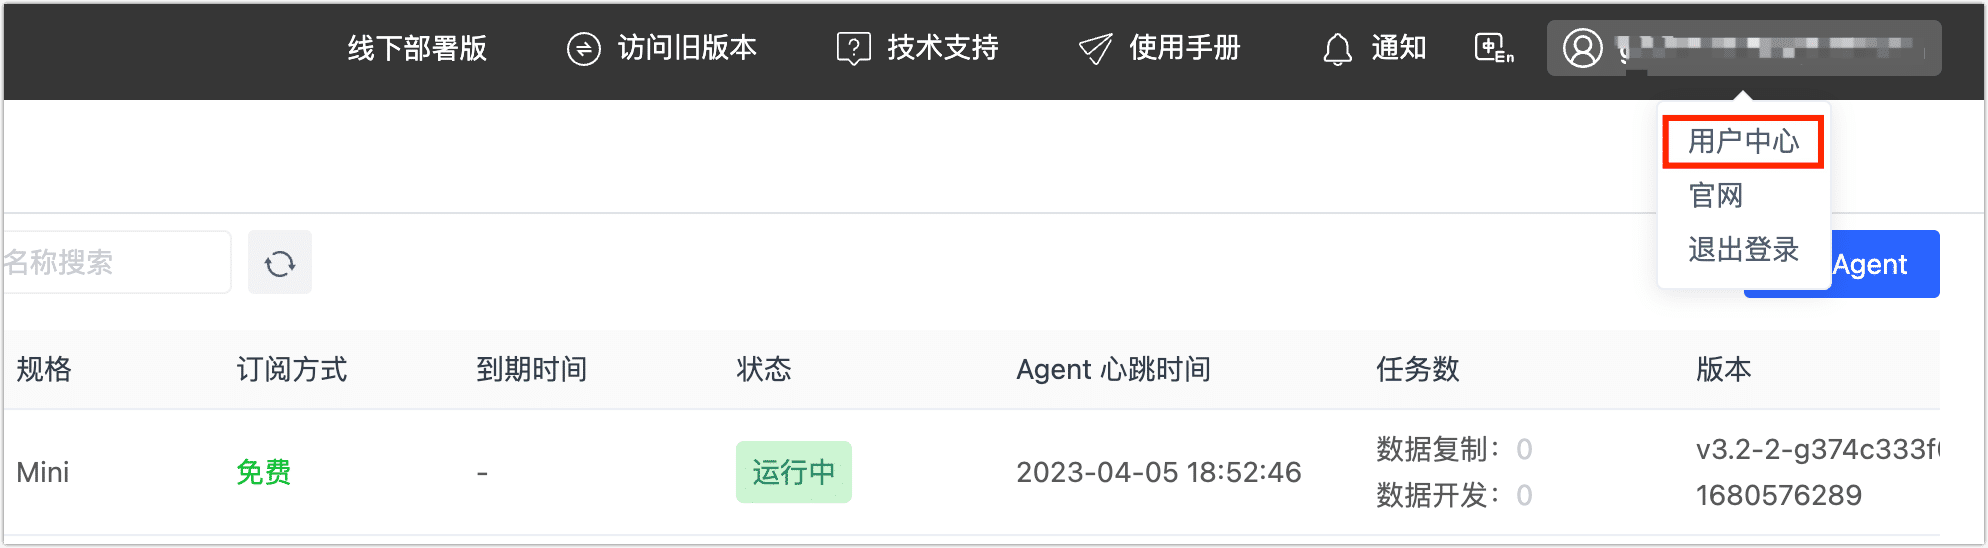 线下部署版 访问旧版本 技术支持 使用手册 通知 中En
用户中心
官网
退出登录
名称搜索
Agent
规格 订阅方式 到期时间 状态 Agent 心跳时间 任务数 版本
Mini 免费 - 运行中 2023-04-05 18:52:46 数据复制：0 v3.2-2-g374c333f
数据开发：0 1680576289